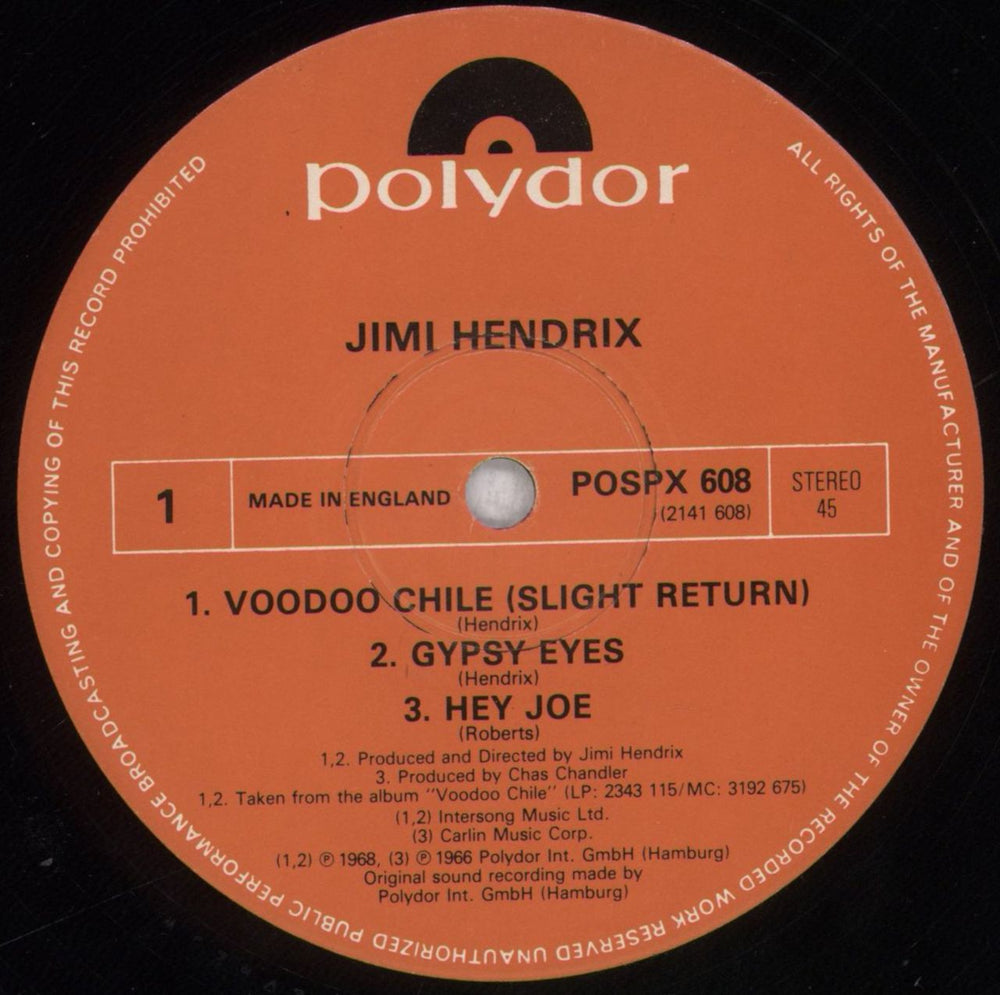 polydor
JIMI HENDRIX
1
MADE IN ENGLAND
POSPX 608
(2141 608)
STEREO
45
1. VOODOO CHILE (SLIGHT RETURN)
(Hendrix)
2. GYPSY EYES
(Hendrix)
3. HEY JOE
(Roberts)
1,2. Produced and Directed by Jimi Hendrix
3. Produced by Chas Chandler
1,2. Taken from the album "Voodoo Chile" (LP: 2343 115/MC: 3192 675)
(1,2) Intersong Music Ltd.
(3) Carlin Music Corp.
(1,2) ℗ 1968, (3) ℗ 1966 Polydor Int. GmbH (Hamburg)
Original sound recording made by
Polydor Int. GmbH (Hamburg)
ALL RIGHTS OF THE MANUFACTURER AND OF THE OWNER OF THE RECORDED WORK RESERVED UNAUTHORIZED PUBLIC PERFORMANCE BROADCASTING AND COPYING OF THIS RECORD PROHIBITED